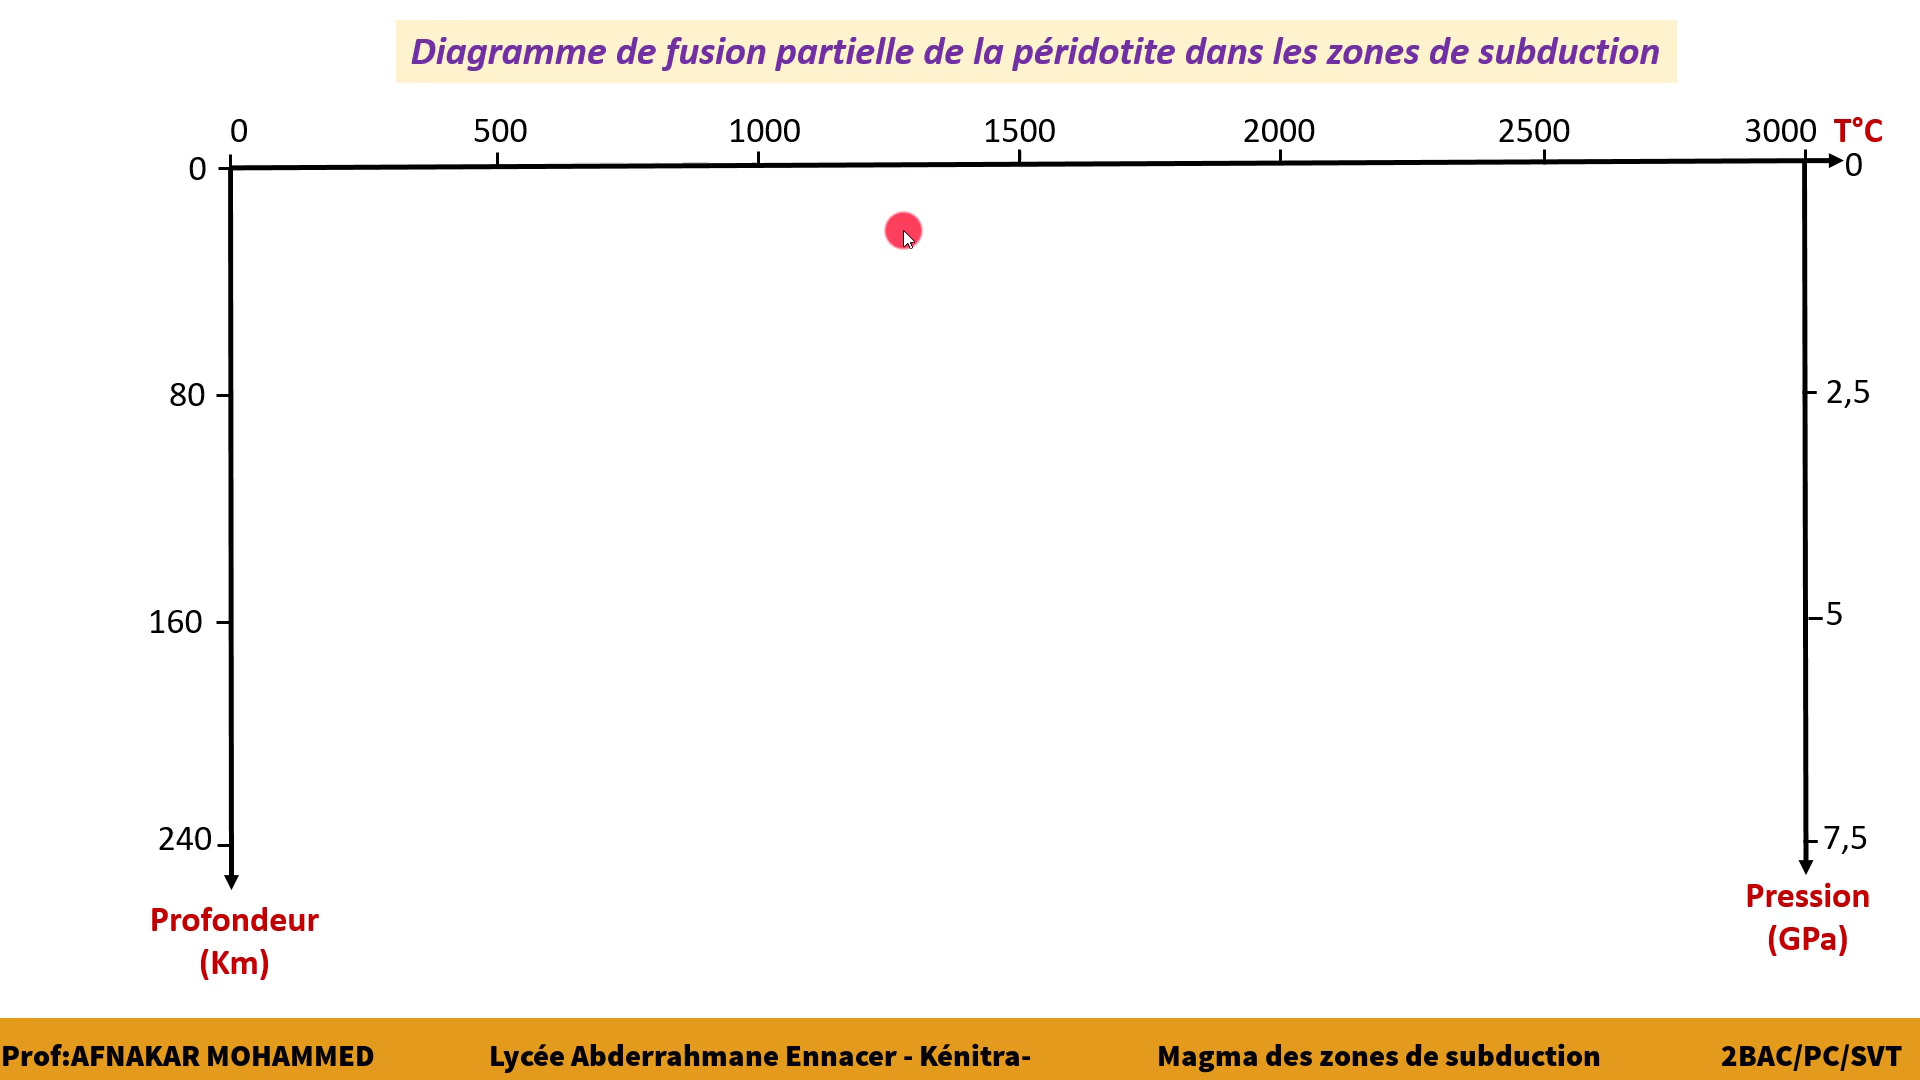 Diagramme de fusion partielle de la péridotite dans les zones de subduction
0 500 1000 1500 2000 2500 3000 T°C
0 0
80 2,5
160 5
240 7,5
Profondeur
(Km)
Pression
(GPa)
Prof:AFNAKAR MOHAMMED Lycée Abderrahmane Ennacer - Kénitra- Magma des zones de subduction 2BAC/PC/SVT